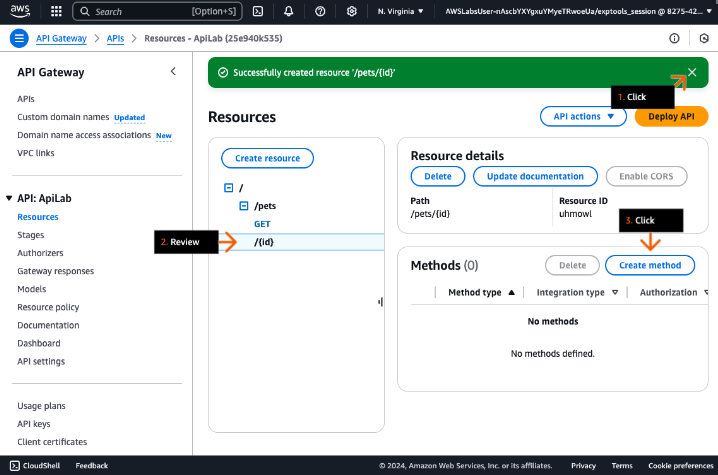 aws
Search [Option+S] N. Virginia AWSLabsUser-nAscbYXYgxuYMyeTRwoeUa/exptools_session @ 8275-42...
API Gateway > APIs > Resources - ApiLab (25e940k535)
API Gateway
APIs
Custom domain names Updated
Domain name access associations New
VPC links
API: ApiLab
Resources
Stages
Authorizers
Gateway responses
Models
Resource policy
Documentation
Dashboard
API settings
Usage plans
API keys
Client certificates
Successfully created resource '/pets/{id}'
1. Click
Resources
API actions
Deploy API
Create resource
/
/pets
GET
2. Review
/{id}
Resource details
Delete Update documentation Enable CORS
Path Resource ID
/pets/{id} uhmowl
3. Click
Methods (0) Delete Create method
Method type Integration type Authorization
No methods
No methods defined.
CloudShell Feedback © 2024, Amazon Web Services, Inc. or its affiliates. Privacy Terms Cookie preferences